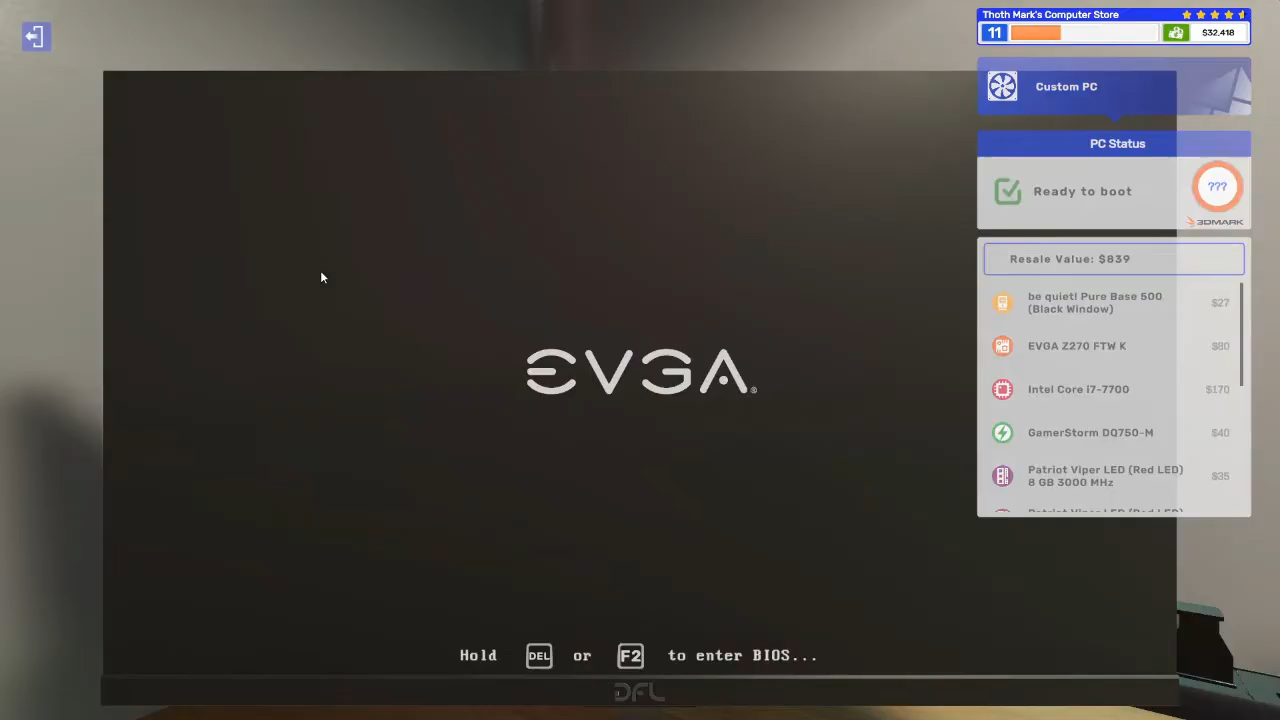 Thoth Mark's Computer Store
11
$32,418
Custom PC
PC Status
Ready to boot
???
3DMARK
Resale Value: $839
be quiet! Pure Base 500
(Black Window)
$27
EVGA Z270 FTW K
$80
Intel Core i7-7700
$170
GamerStorm DQ750-M
$40
Patriot Viper LED (Red LED)
8 GB 3000 MHz
$35
EVGA®
Hold DEL or F2 to enter BIOS...
DFL